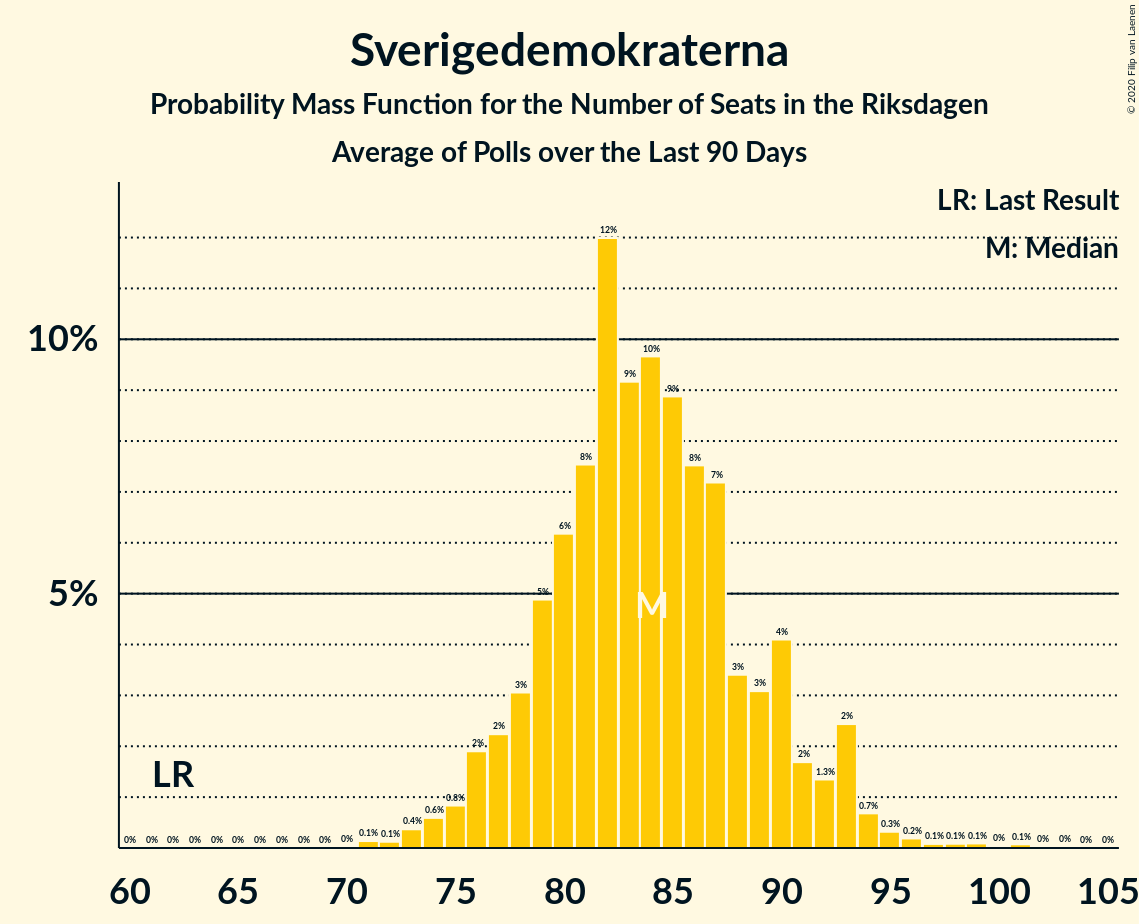 Sverigedemokraterna
Probability Mass Function for the Number of Seats in the Riksdagen
Average of Polls over the Last 90 Days
© 2020 Filip van Laenen
LR: Last Result
M: Median
10%
5%
LR
M
0% 0% 0% 0% 0% 0% 0% 0% 0% 0% 0% 0.1% 0.1% 0.4% 0.6% 0.8% 2% 2% 3% 5% 6% 8% 12% 9% 10% 9% 8% 7% 3% 3% 4% 2% 1.3% 2% 0.7% 0.3% 0.2% 0.1% 0.1% 0.1% 0% 0.1% 0% 0% 0% 0%
60 65 70 75 80 85 90 95 100 105